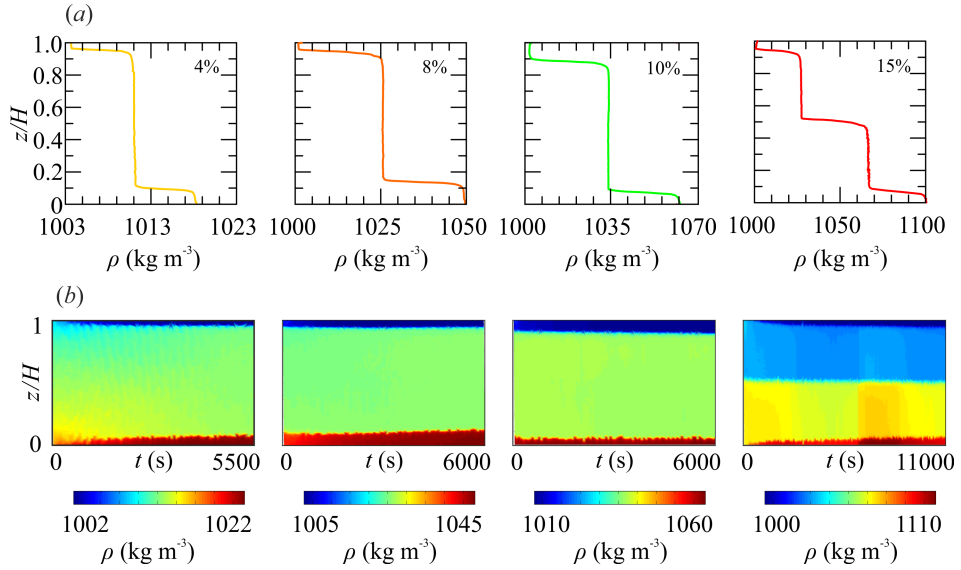 (a)
1.0
0.8
0.6
0.4
0.2
0
z/H
4%
8%
10%
15%
1003 1013 1023
1000 1025 1050
1000 1035 1070
1000 1050 1100
ρ (kg m⁻³) ρ (kg m⁻³) ρ (kg m⁻³) ρ (kg m⁻³)
(b)
1
z/H
0
0 t (s) 5500
0 t (s) 6000
0 t (s) 6000
0 t (s) 11000
1002 1022
1005 1045
1010 1060
1000 1110
ρ (kg m⁻³) ρ (kg m⁻³) ρ (kg m⁻³) ρ (kg m⁻³)